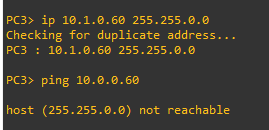 PC3> ip 10.1.0.60 255.255.0.0
Checking for duplicate address...
PC3 : 10.1.0.60 255.255.0.0
PC3> ping 10.0.0.60
host (255.255.0.0) not reachable